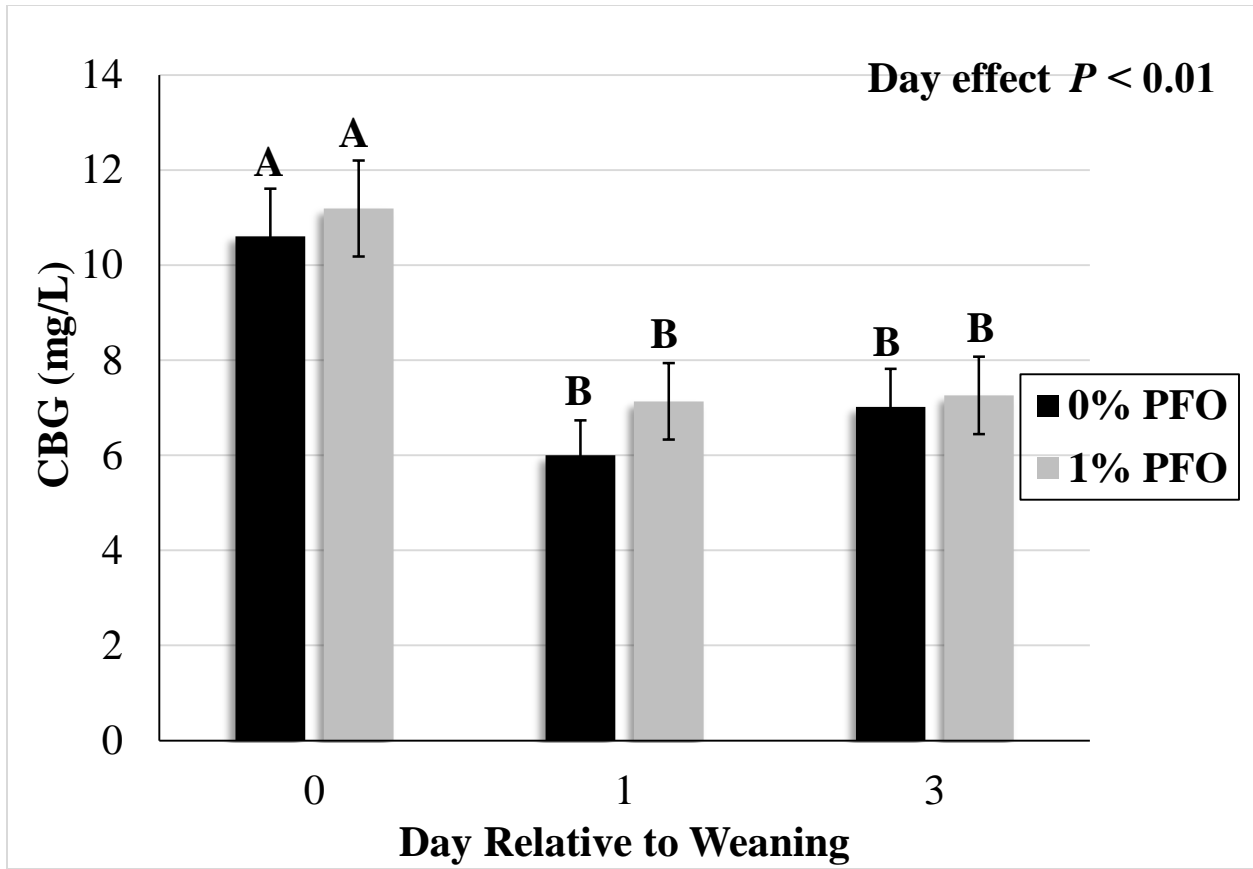 Day effect P < 0.01
CBG (mg/L)
14
12
10
8
6
4
2
0
A
A
B
B
B
B
0% PFO
1% PFO
0
1
3
Day Relative to Weaning